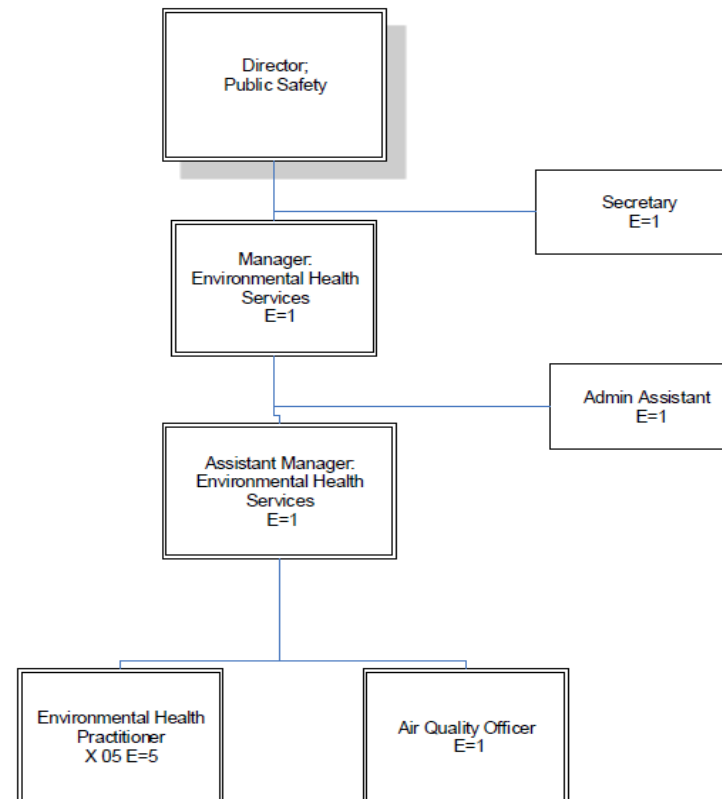 Director;
Public Safety
Secretary
E=1
Manager:
Environmental Health
Services
E=1
Admin Assistant
E=1
Assistant Manager:
Environmental Health
Services
E=1
Environmental Health
Practitioner
X 05 E=5
Air Quality Officer
E=1